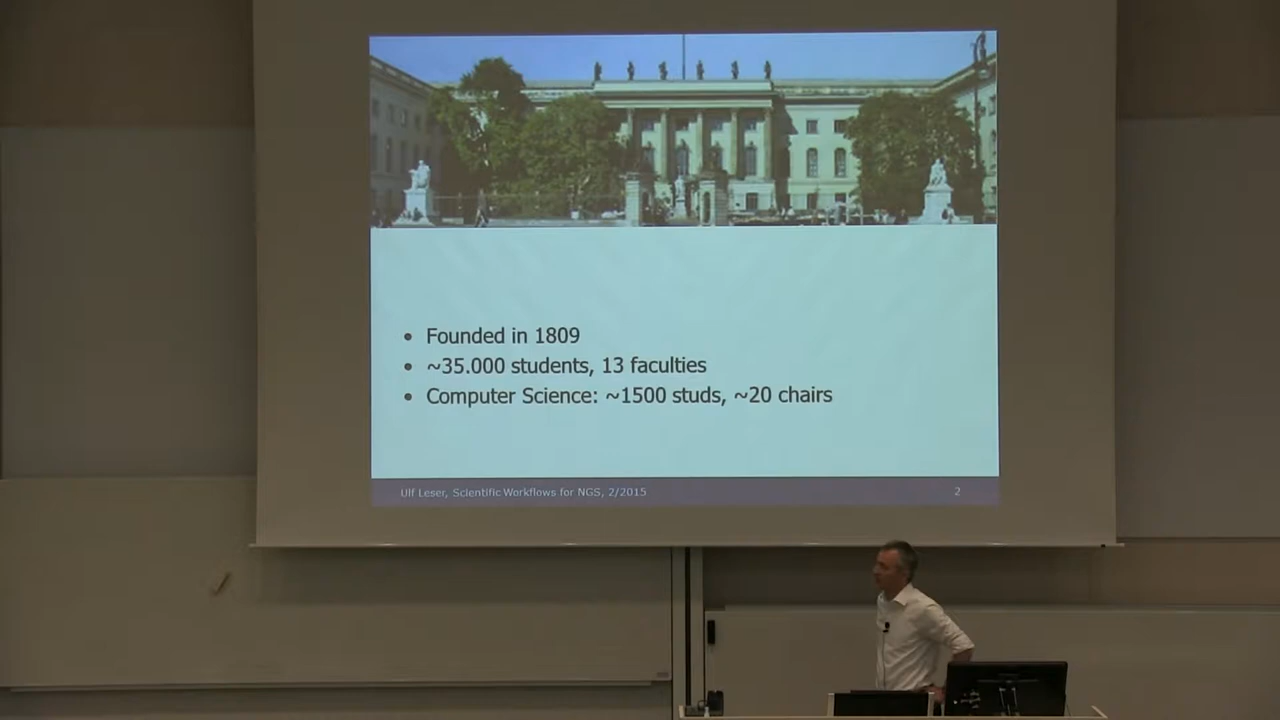 • Founded in 1809
• ~35.000 students, 13 faculties
• Computer Science: ~1500 studs, ~20 chairs
Ulf Leser, Scientific Workflows for NGS, 2/2015 2